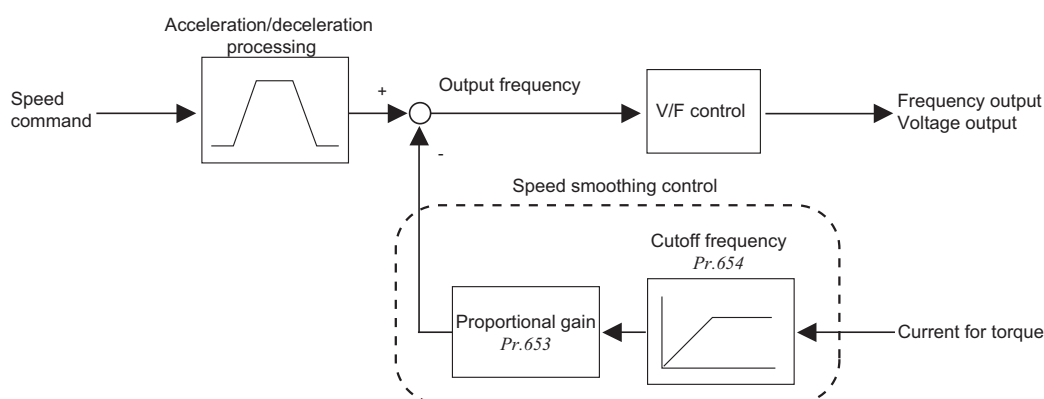 Acceleration/deceleration
processing
Speed
command
+
Output frequency
-
V/F control
Frequency output
Voltage output
Speed smoothing control
Cutoff frequency
Pr.654
Proportional gain
Pr.653
Current for torque